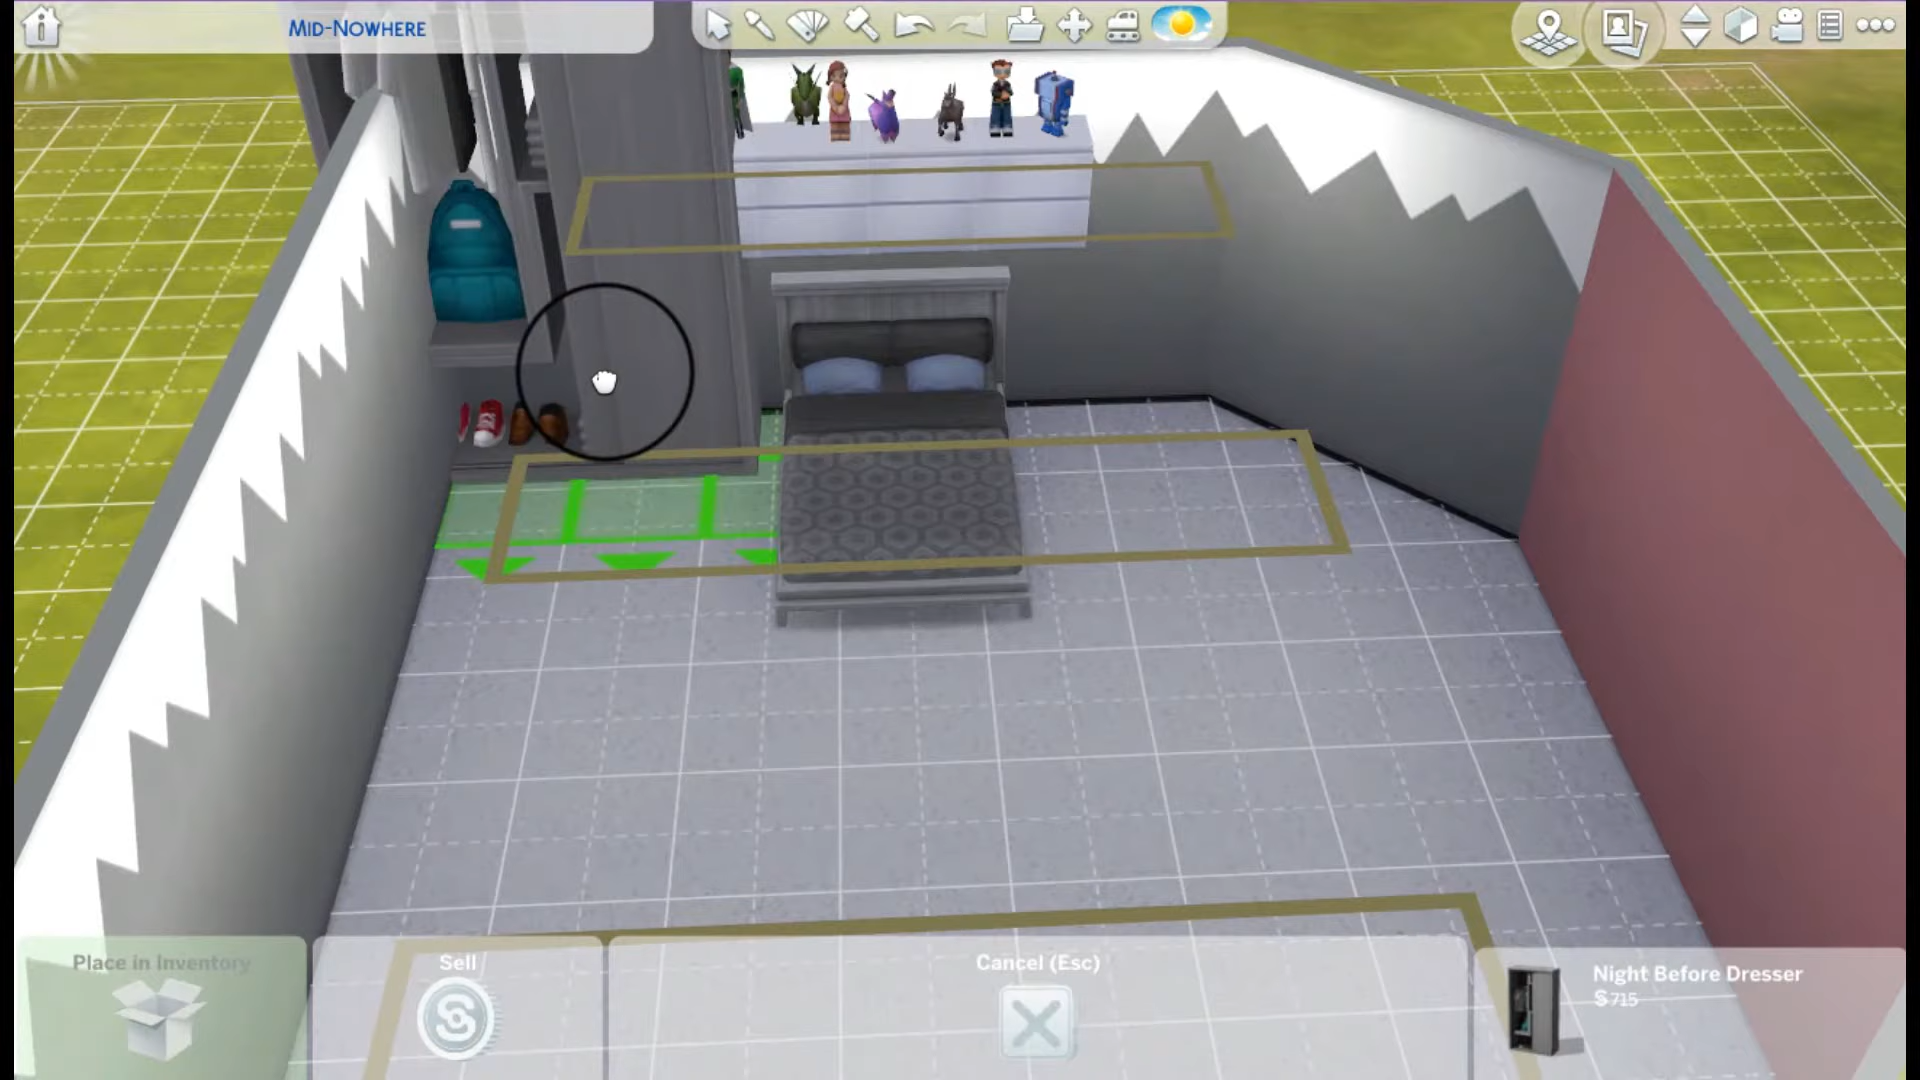 Mid-Nowhere
Place in Inventory
Sell
Cancel (Esc)
Night Before Dresser
§715